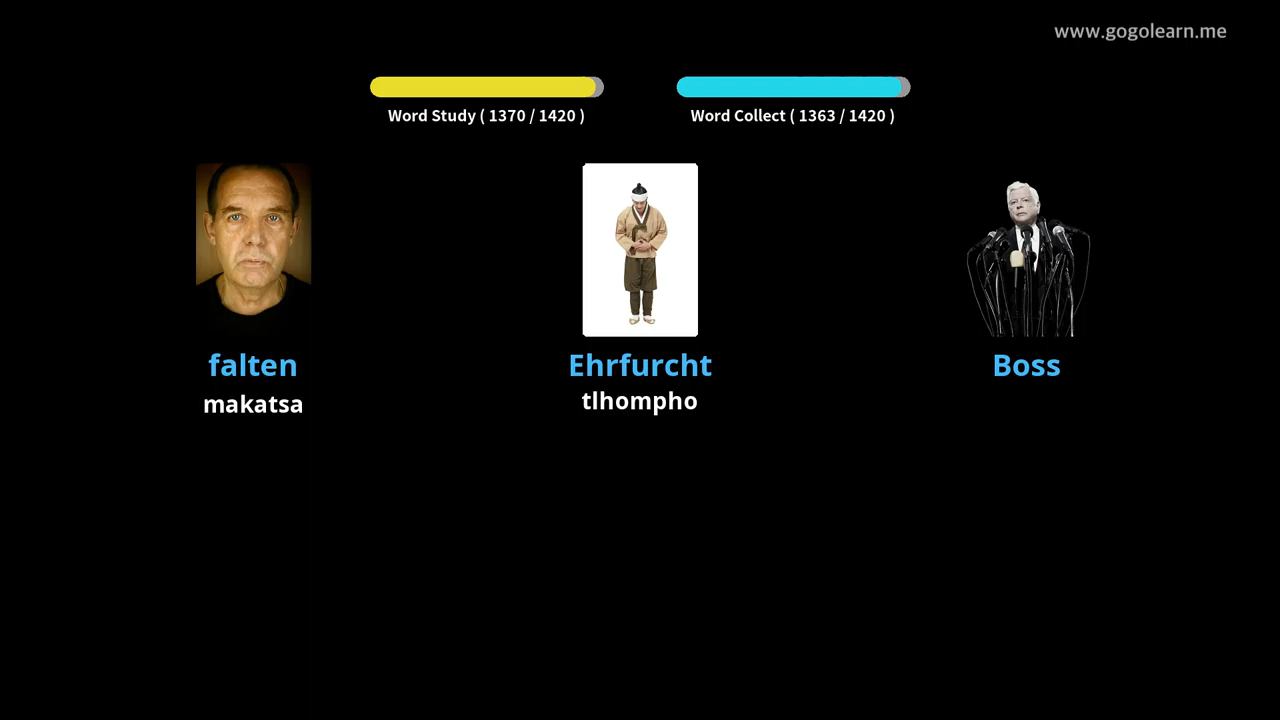 www.gogolearn.me
Word Study ( 1370 / 1420 )
Word Collect ( 1363 / 1420 )
falten
makatsa
Ehrfurcht
tlhompho
Boss